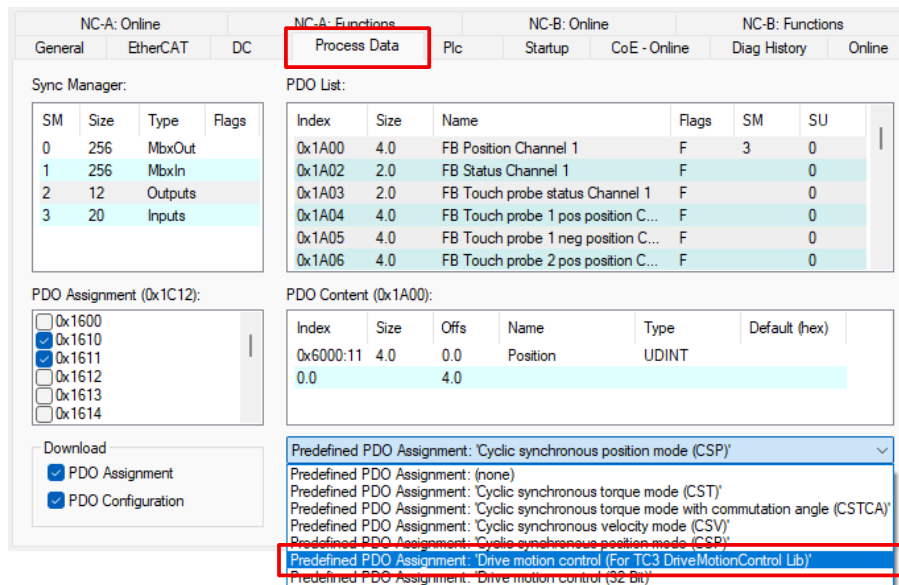 NC-A: Online NC-A: Functions NC-B: Online NC-B: Functions
General EtherCAT DC Process Data Plc Startup CoE - Online Diag History Online
Sync Manager: PDO List:
SM Size Type Flags Index Size Name Flags SM SU
0 256 MbxOut 0x1A00 4.0 FB Position Channel 1 F 3 0
1 256 MbxIn 0x1A02 2.0 FB Status Channel 1 F 0
2 12 Outputs 0x1A03 2.0 FB Touch probe status Channel 1 F 0
3 20 Inputs 0x1A04 4.0 FB Touch probe 1 pos position C... F 0
0x1A05 4.0 FB Touch probe 1 neg position C... F 0
0x1A06 4.0 FB Touch probe 2 pos position C... F 0
PDO Assignment (0x1C12): PDO Content (0x1A00):
0x1600
0x1610
0x1611
0x1612
0x1613
0x1614
Index Size Offs Name Type Default (hex)
0x6000:11 4.0 0.0 Position UDINT
0.0 4.0
Download
PDO Assignment
PDO Configuration
Predefined PDO Assignment: 'Cyclic synchronous position mode (CSP)'
Predefined PDO Assignment: (none)
Predefined PDO Assignment: 'Cyclic synchronous torque mode (CST)'
Predefined PDO Assignment: 'Cyclic synchronous torque mode with commutation angle (CSTCA)'
Predefined PDO Assignment: 'Cyclic synchronous velocity mode (CSV)'
Predefined PDO Assignment: 'Cyclic synchronous position mode (CSP)'
Predefined PDO Assignment: 'Drive motion control (For TC3 DriveMotionControl Lib)'
Predefined PDO Assignment: 'Drive motion control (32 Bit)'